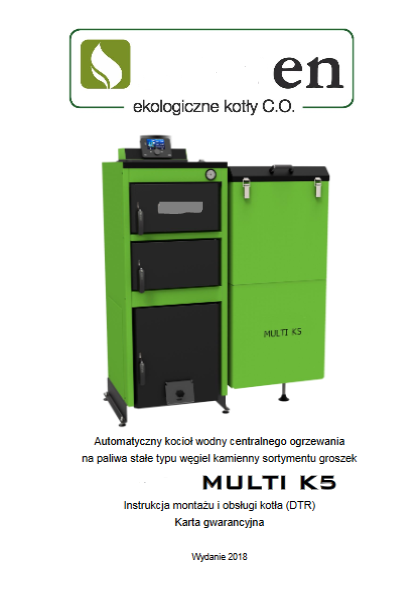 en
ekologiczne kotły C.O.
MULTI K5
Automatyczny kocioł wodny centralnego ogrzewania
na paliwa stałe typu węgiel kamienny sortymentu groszek
MULTI K5
Instrukcja montażu i obsługi kotła (DTR)
Karta gwarancyjna
Wydanie 2018